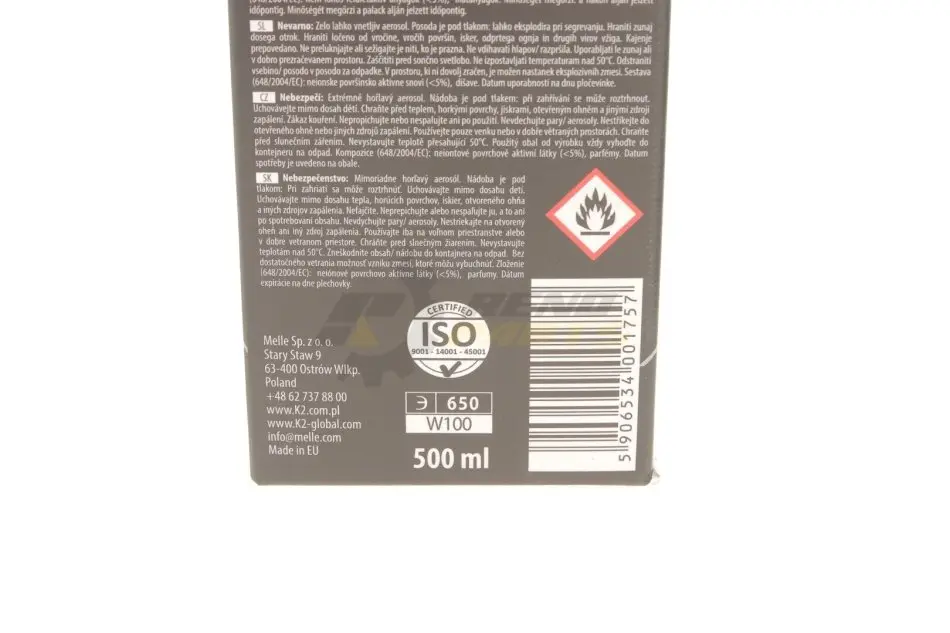 időpontig. Minőségét megőrzi a palack alján jelzett időpontig.
SL Nevarno: Zelo lahko vnetljiv aerosol. Posoda je pod tlakom: lahko eksplodira pri segrevanju. Hraniti zunaj
dosega otrok. Hraniti ločeno od vročine, vročih površin, isker, odprtega ognja in drugih virov vžiga. Kajenje
prepovedano. Ne preluknjajte ali sežigajte je niti, ko je prazna. Ne vdihavati hlapov/ razpršila. Uporabljati le zunaj ali
v dobro prezračevanem prostoru. Zaščititi pred sončno svetlobo. Ne izpostavljati temperaturam nad 50°C. Odstraniti
vsebino/ posodo v posodo za odpadke. V prostoru, ki ni dovolj zračen, je možen nastanek eksplozivnih zmesi. Sestava
(648/2004/EC): neionske površinsko aktivne snovi (<5%), dišave. Datum uporabnosti na dnu pločevinke.
CZ Nebezpečí: Extrémně hořlavý aerosol. Nádoba je pod tlakem: při zahřívání se může roztrhnout.
Uchovávejte mimo dosah dětí. Chraňte před teplem, horkými povrchy, jiskrami, otevřeným ohněm a jinými zdroji
zapálení. Zákaz kouření. Nepropichujte nebo nespalujte ani po použití. Nevdechujte páry/ aerosoly. Nestříkejte do
otevřeného ohně nebo jiných zdrojů zapálení. Používejte pouze venku nebo v dobře větraných prostorách. Chraňte
před slunečním zářením. Nevystavujte teplotě přesahující 50°C. Použitý obal od výrobku vždy vyhoďte do
kontejneru na odpad. Kompozice (648/2004/EC): neiontové povrchově aktivní látky (<5%), parfémy. Datum
spotřeby je uvedeno na obale.
SK Nebezpečenstvo: Mimoriadne horľavý aerosól. Nádoba je pod
tlakom: Pri zahriatí sa môže roztrhnúť. Uchovávajte mimo dosahu detí.
Uchovávajte mimo dosahu tepla, horúcich povrchov, iskier, otvoreného ohňa
a iných zdrojov zapálenia. Nefajčite. Neprepichujte alebo nespaľujte ju, a to ani
po spotrebovaní obsahu. Nevdychujte pary/ aerosoly. Nestriekajte na otvorený
oheň ani iný zdroj zapálenia. Používajte iba na voľnom priestranstve alebo
v dobre vetranom priestore. Chráňte pred slnečným žiarením. Nevystavujte
teplotám nad 50°C. Zneškodnite obsah/ nádobu do kontajnera na odpad. Bez
dostatočného vetrania možnosť vzniku zmesí, ktoré môžu vybuchnúť. Zloženie
(648/2004/EC): neiónové povrchovo aktívne látky (<5%), parfumy. Dátum
expirácie na dne plechovky.
CERTIFIED
ISO
9001 - 14001 - 45001
Melle Sp. z o. o.
Stary Staw 9
63-400 Ostrów Wlkp.
Poland
+48 62 737 88 00
www.K2.com.pl
www.K2-global.com
info@melle.com
Made in EU
Э 650
W100
500 ml
5 906534 001757